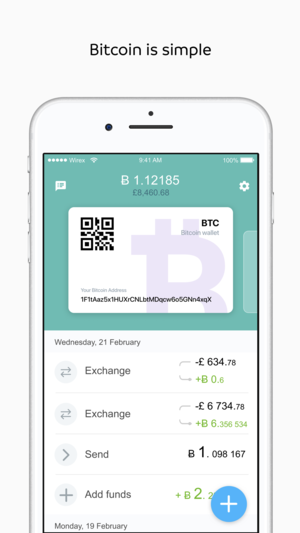 Bitcoin is simple
Wirex 9:41 AM 100%
Ƀ 1.12185
£8,460.68
BTC
Bitcoin wallet
Your Bitcoin Address
1F1tAaz5x1HUXrCNLbtMDqcw6o5GNn4xqX
Wednesday, 21 February
-£ 634.78
Exchange
+Ƀ 0.6
-£ 6 734.78
Exchange
+Ƀ 6.356 534
Send Ƀ 1. 098 167
Add funds + Ƀ 2.
Monday, 19 February